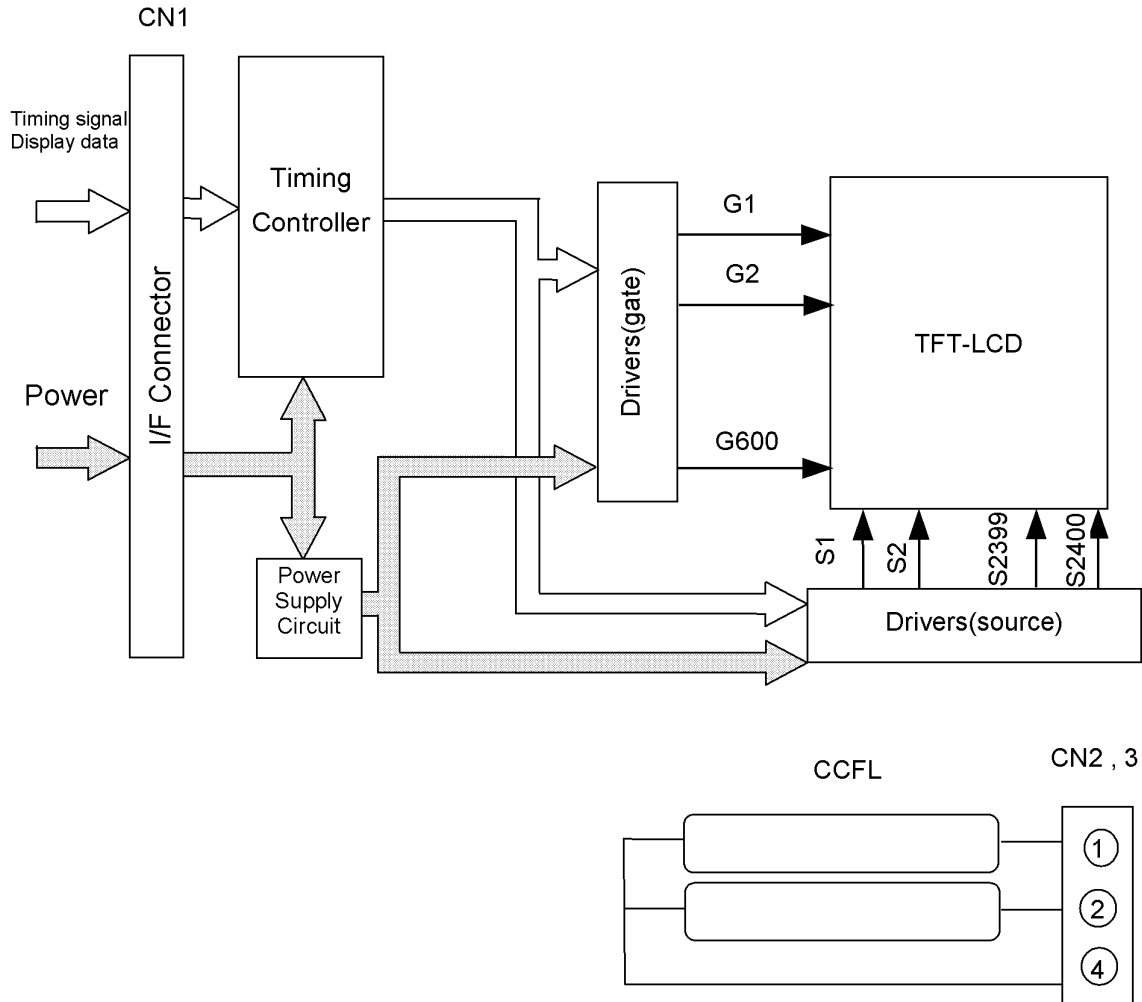 CN1
Timing signal
Display data
Power
I/F Connector
Timing
Controller
Power
Supply
Circuit
Drivers(gate)
G1
G2
G600
TFT-LCD
S1
S2
S2399
S2400
Drivers(source)
CCFL
CN2 , 3
1
2
4